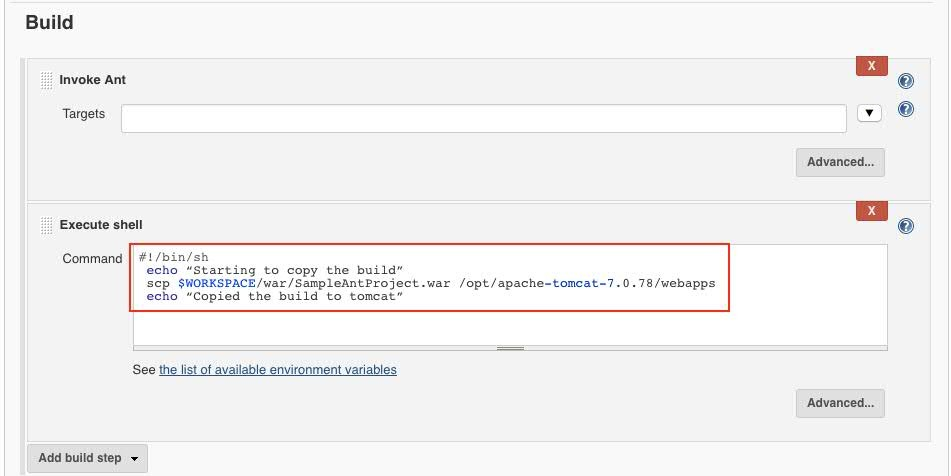 Build
Invoke Ant
X
?
Targets
?
Advanced...
Execute shell
X
?
Command
#!/bin/sh
echo “Starting to copy the build”
scp $WORKSPACE/war/SampleAntProject.war /opt/apache-tomcat-7.0.78/webapps
echo “Copied the build to tomcat”
See the list of available environment variables
Advanced...
Add build step